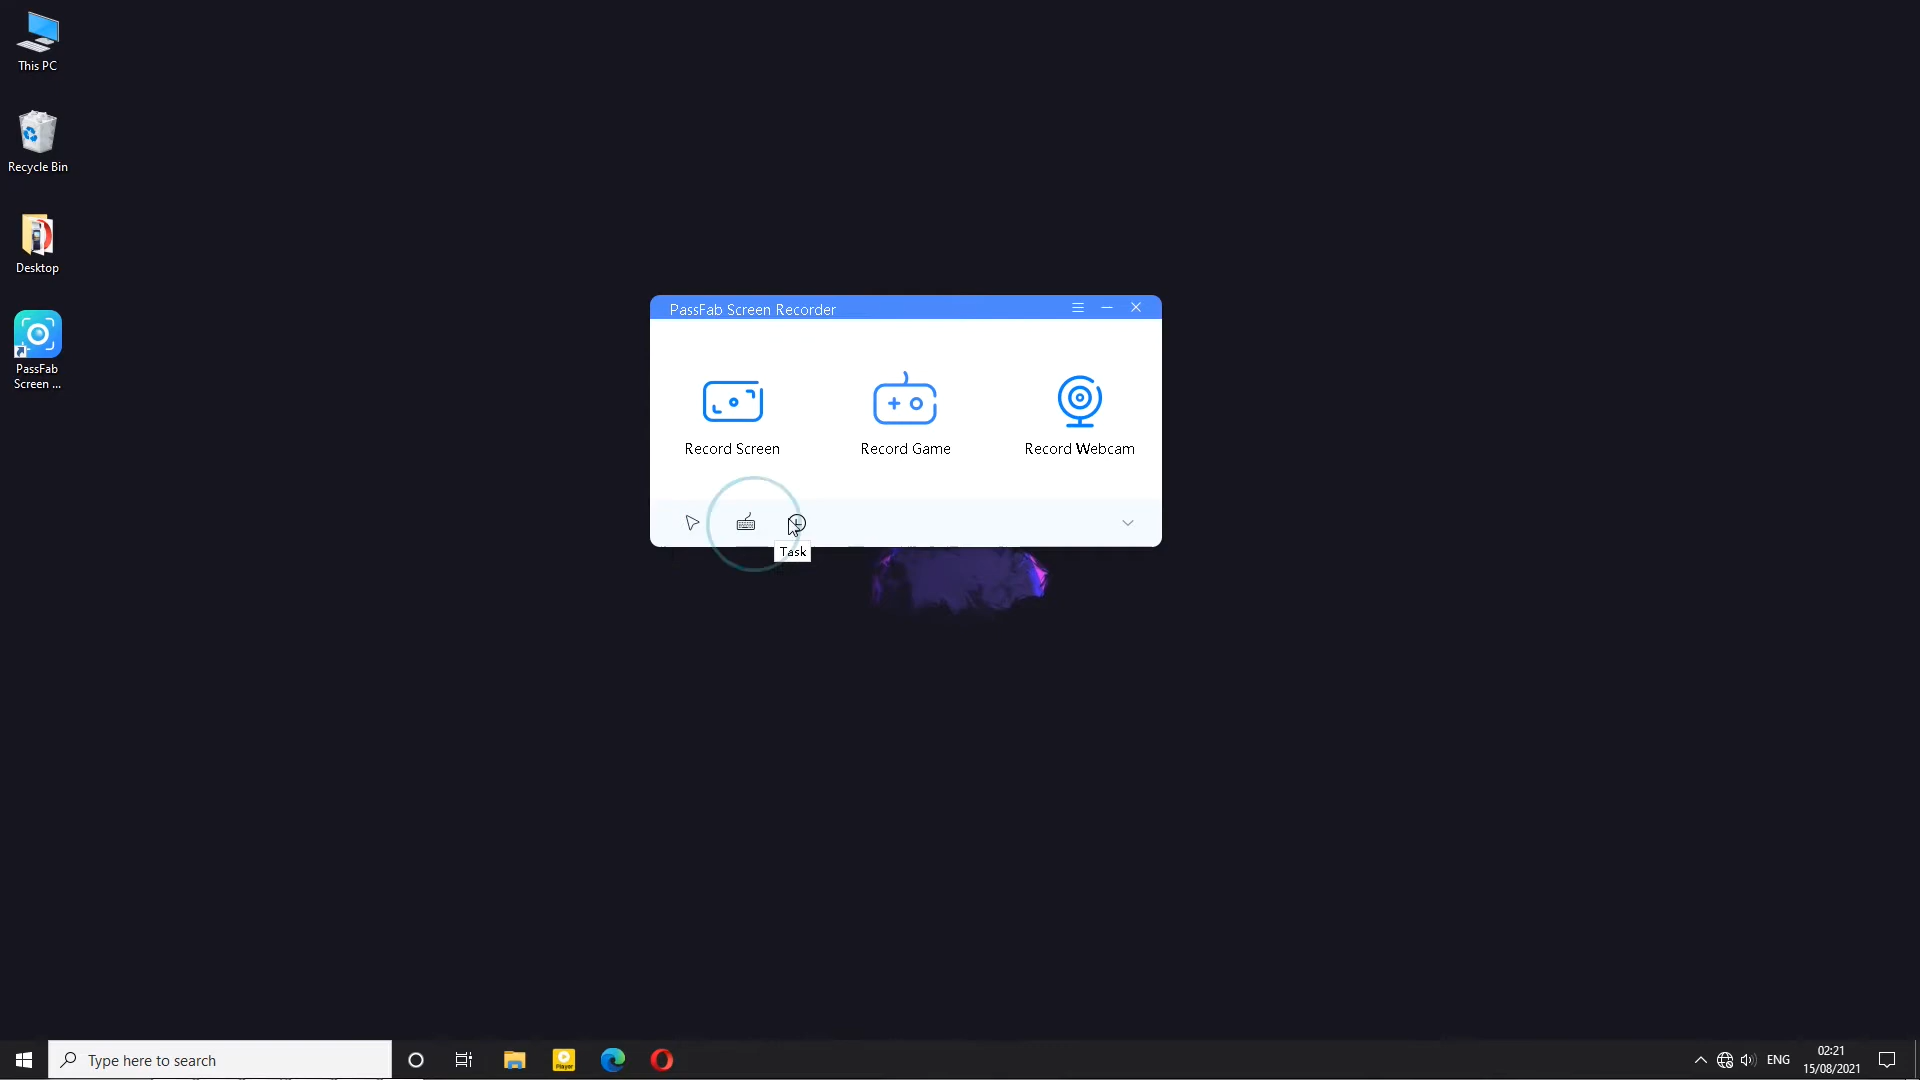 This PC
Recycle Bin
Desktop
PassFab
Screen ...
PassFab Screen Recorder
Record Screen
Record Game
Record Webcam
Task
Type here to search
Player
ENG
02:21
15/08/2021